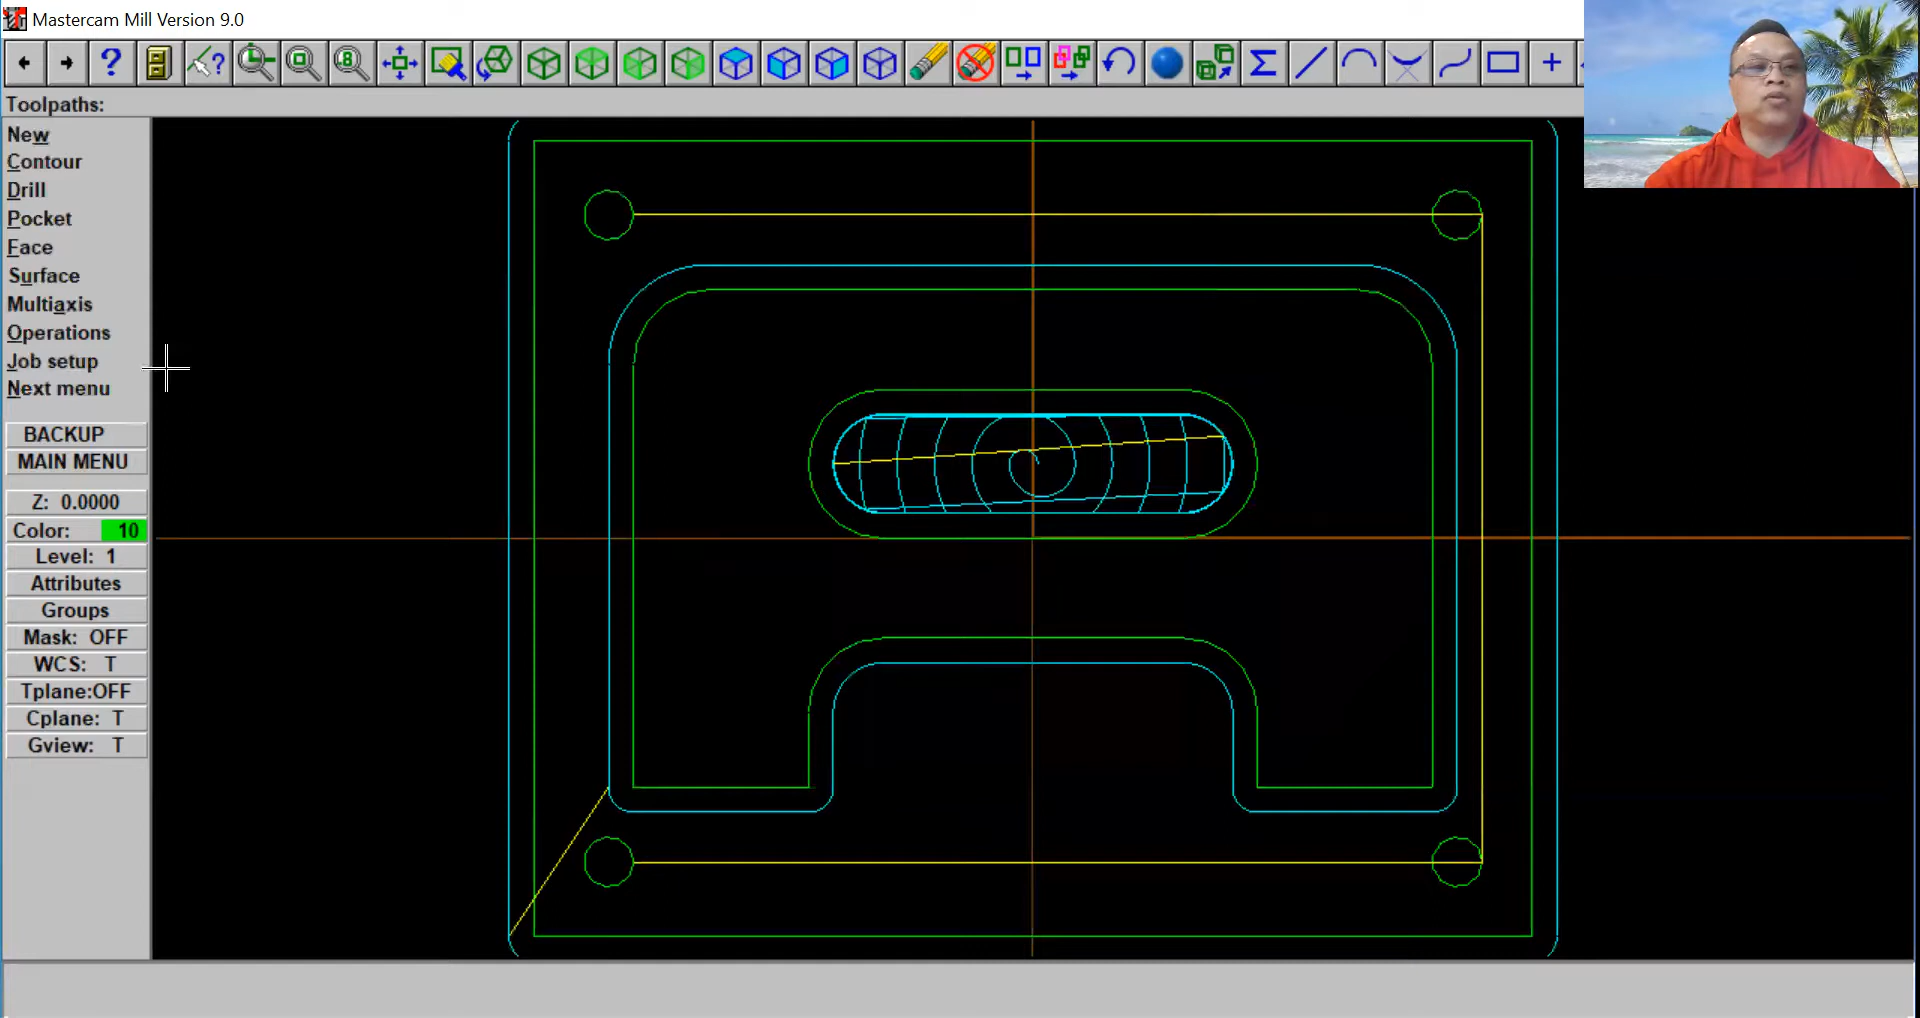 Mastercam Mill Version 9.0
Toolpaths:
New
Contour
Drill
Pocket
Face
Surface
Multiaxis
Operations
Job setup
Next menu
BACKUP
MAIN MENU
Z: 0.0000
Color: 10
Level: 1
Attributes
Groups
Mask: OFF
WCS: T
Tplane:OFF
Cplane: T
Gview: T